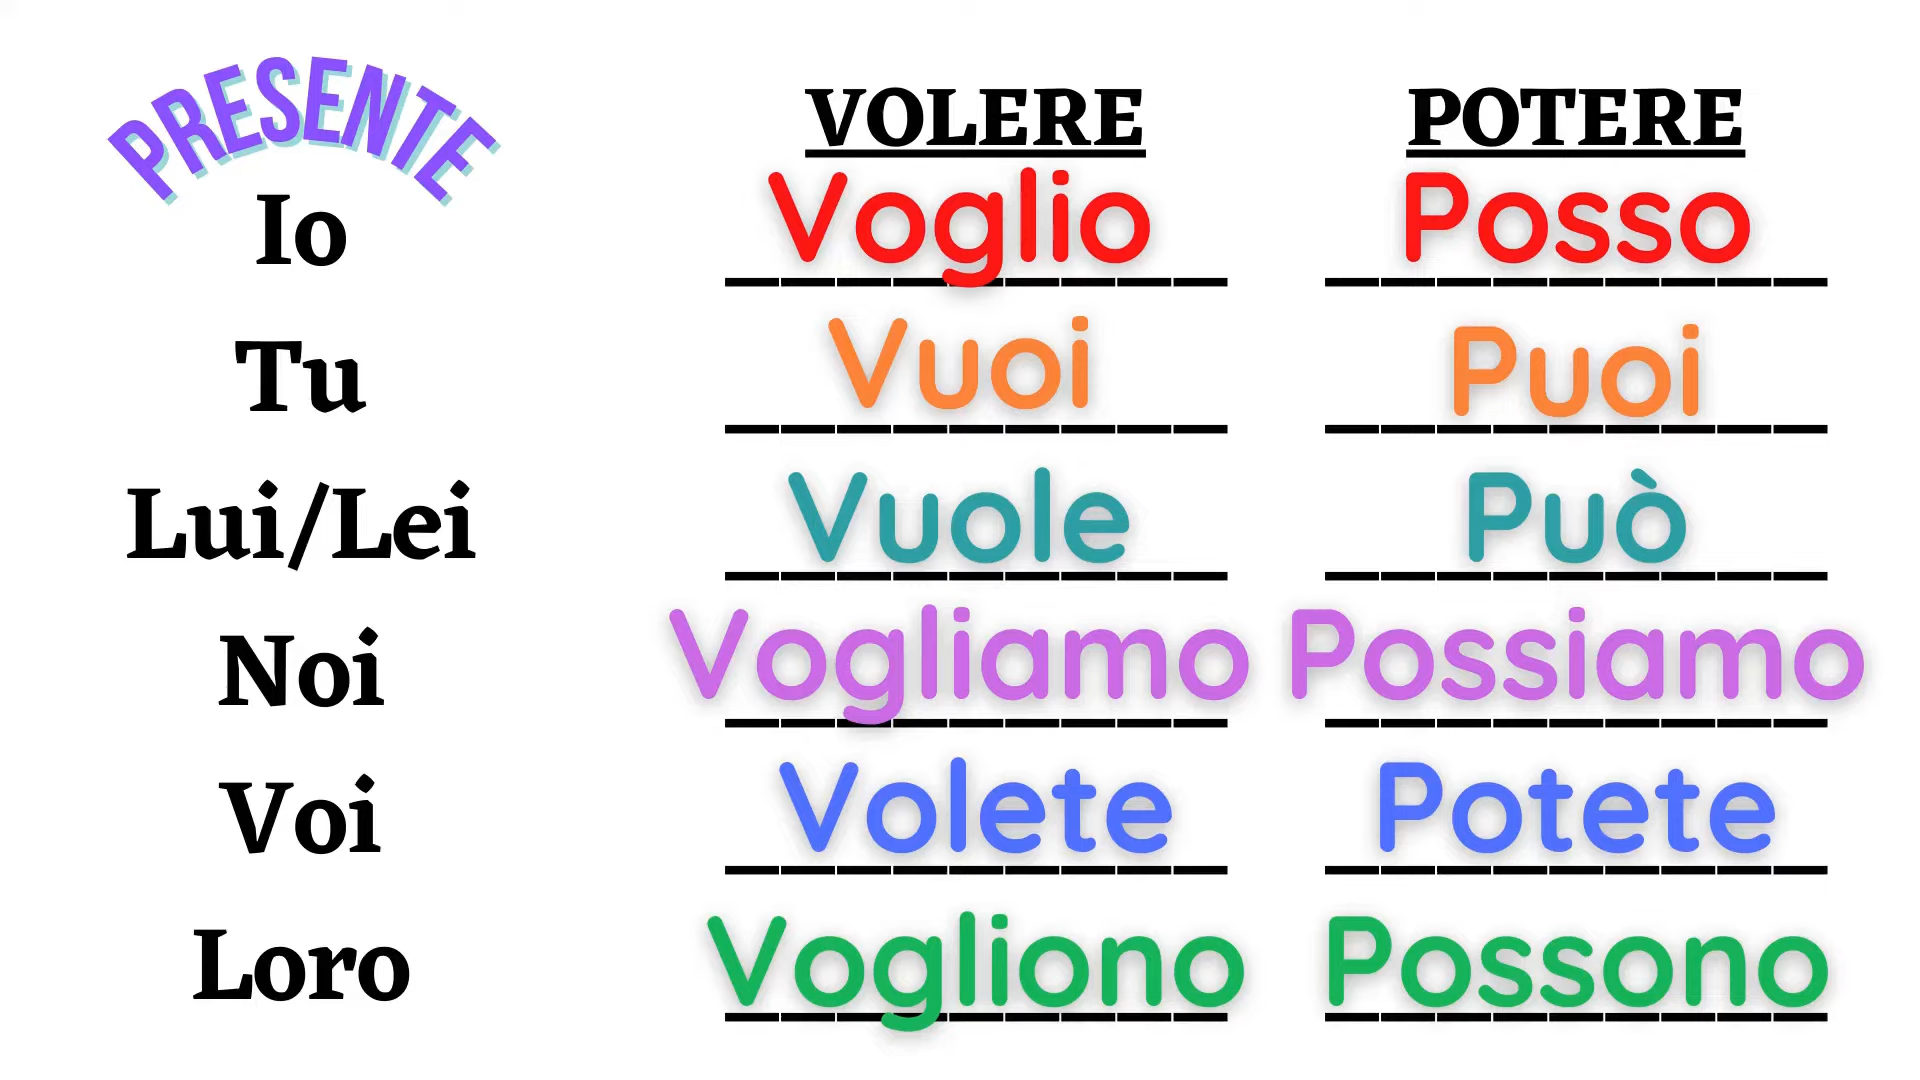 PRESENTE VOLERE POTERE
Io Voglio Posso
Tu Vuoi Puoi
Lui/Lei Vuole Può
Noi Vogliamo Possiamo
Voi Volete Potete
Loro Vogliono Possono